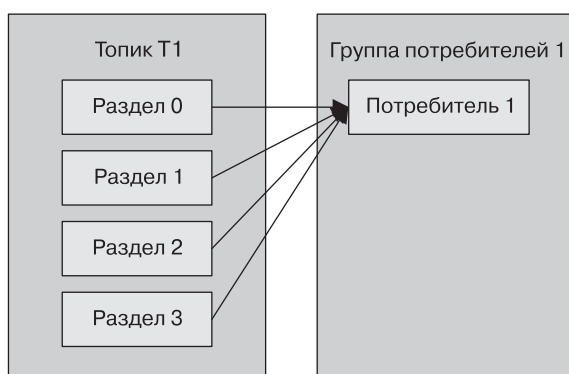 Топик T1
Раздел 0
Раздел 1
Раздел 2
Раздел 3
Группа потребителей 1
Потребитель 1